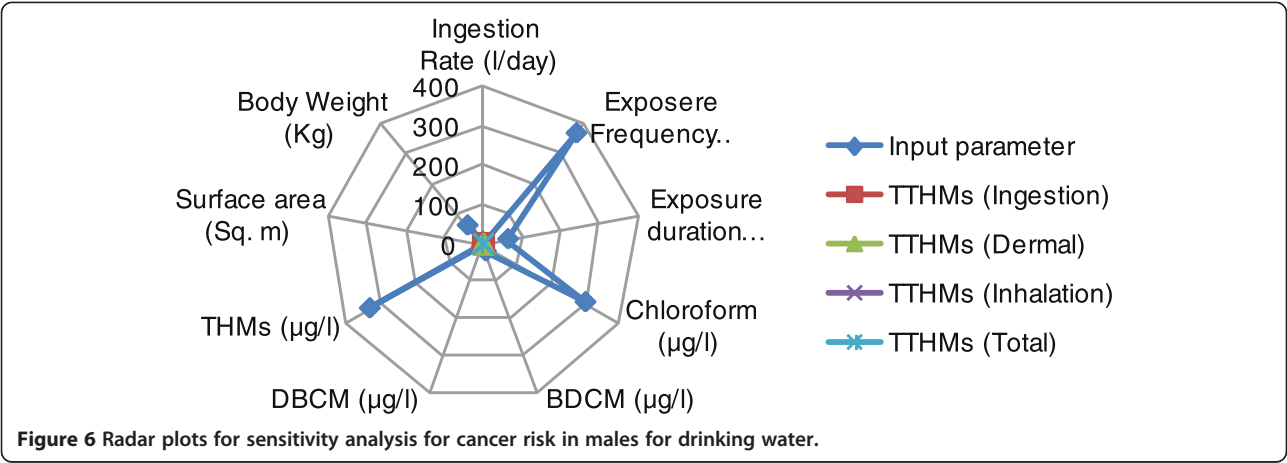 Ingestion
Rate (l/day)
400
300
200
100
0
Exposere
Frequency..
Exposure
duration...
Chloroform
(µg/l)
BDCM (µg/l)
DBCM (µg/l)
THMs (µg/l)
Surface area
(Sq. m)
Body Weight
(Kg)
Input parameter
TTHMs (Ingestion)
TTHMs (Dermal)
TTHMs (Inhalation)
TTHMs (Total)
Figure 6 Radar plots for sensitivity analysis for cancer risk in males for drinking water.